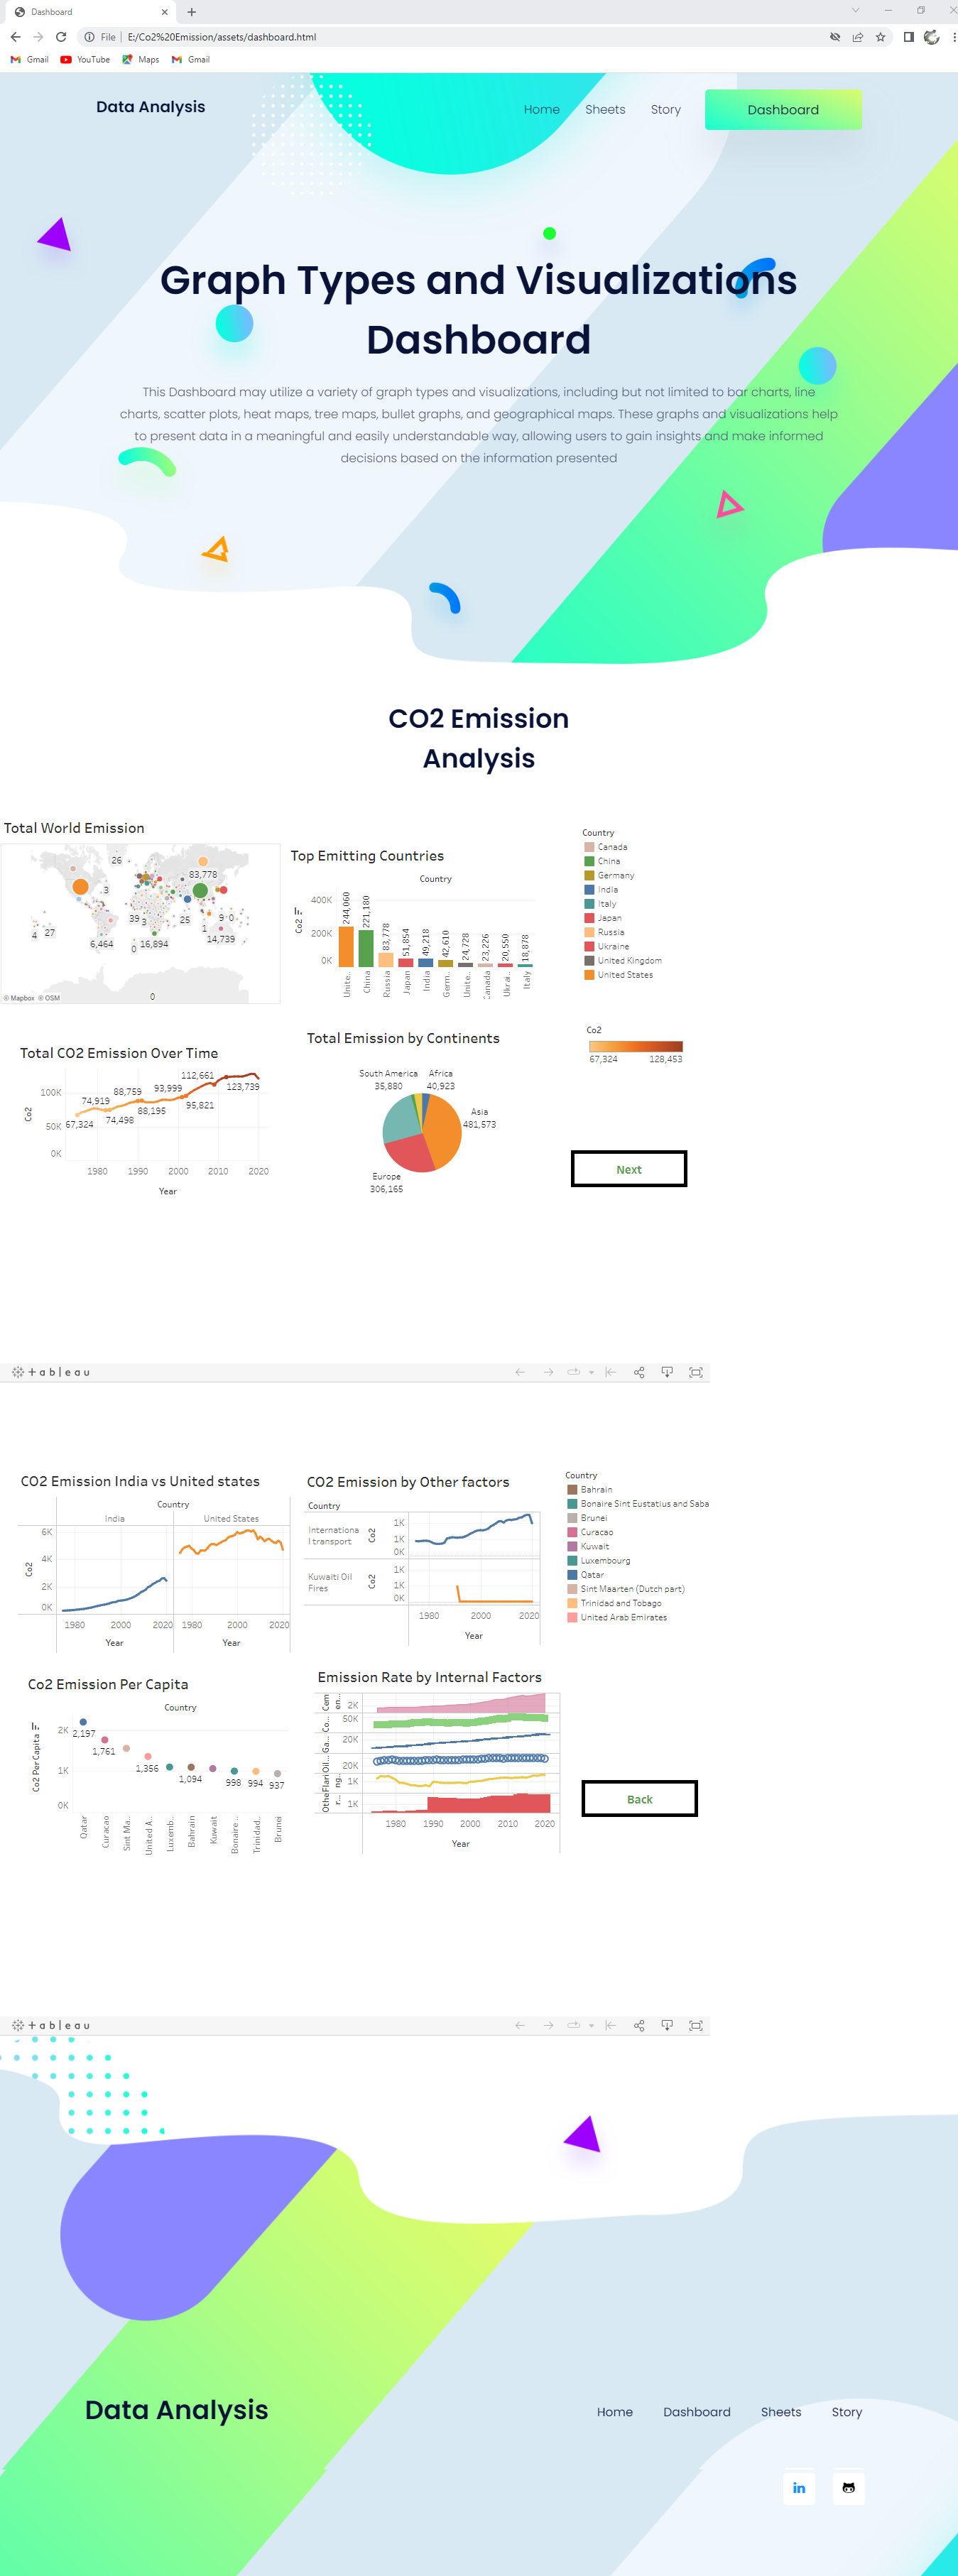 Dashboard
File
E:/Co2%20Emission/assets/dashboard.html
Gmail
YouTube
Maps
Gmail
Data Analysis
Home
Sheets
Story
Dashboard
Graph Types and Visualizations
Dashboard
This Dashboard may utilize a variety of graph types and visualizations, including but not limited to bar charts, line
charts, scatter plots, heat maps, tree maps, bullet graphs, and geographical maps. These graphs and visualizations help
to present data in a meaningful and easily understandable way, allowing users to gain insights and make informed
decisions based on the information presented
CO2 Emission
Analysis
Total World Emission
26
83,778
3
39
3
25
9
0
4
27
1
6,464
0
16,894
14,739
0
© Mapbox © OSM
Top Emitting Countries
Country
Co2
400K
200K
0K
244,060
221,180
83,778
51,854
49,218
42,610
24,728
23,226
20,550
18,878
Unite..
China
Russia
Japan
India
Germ..
Unite..
Canada
Ukrai..
Italy
Country
Canada
China
Germany
India
Italy
Japan
Russia
Ukraine
United Kingdom
United States
Total CO2 Emission Over Time
Co2
100K
50K
0K
67,324
74,919
74,498
88,759
88,195
93,999
95,821
112,661
123,739
1980
1990
2000
2010
2020
Year
Total Emission by Continents
South America
35,880
Africa
40,923
Asia
481,573
Europe
306,165
Co2
67,324
128,453
Next
+ableau
CO2 Emission India vs United states
Country
India
United States
Co2
6K
4K
2K
0K
1980
2000
2020
1980
2000
2020
Year
Year
CO2 Emission by Other factors
Country
Internationa
l transport
Co2
1K
1K
0K
Kuwaiti Oil
Fires
Co2
1K
1K
0K
1980
2000
2020
Year
Country
Bahrain
Bonaire Sint Eustatius and Saba
Brunei
Curacao
Kuwait
Luxembourg
Qatar
Sint Maarten (Dutch part)
Trinidad and Tobago
United Arab Emirates
Co2 Emission Per Capita
Country
Co2 Per Capita
2K
1K
0K
2,197
1,761
1,356
1,094
998
994
937
Qatar
Curacao
Sint Ma..
United A..
Luxemb..
Bahrain
Kuwait
Bonaire ..
Trinidad..
Brunei
Emission Rate by Internal Factors
Cem
en..
2K
Co...
50K
Ga...
20K
Oil...
20K
Flari
ng..
1K
Othe
r...
1K
1980
1990
2000
2010
2020
Year
Back
+ableau
Data Analysis
Home
Dashboard
Sheets
Story
in